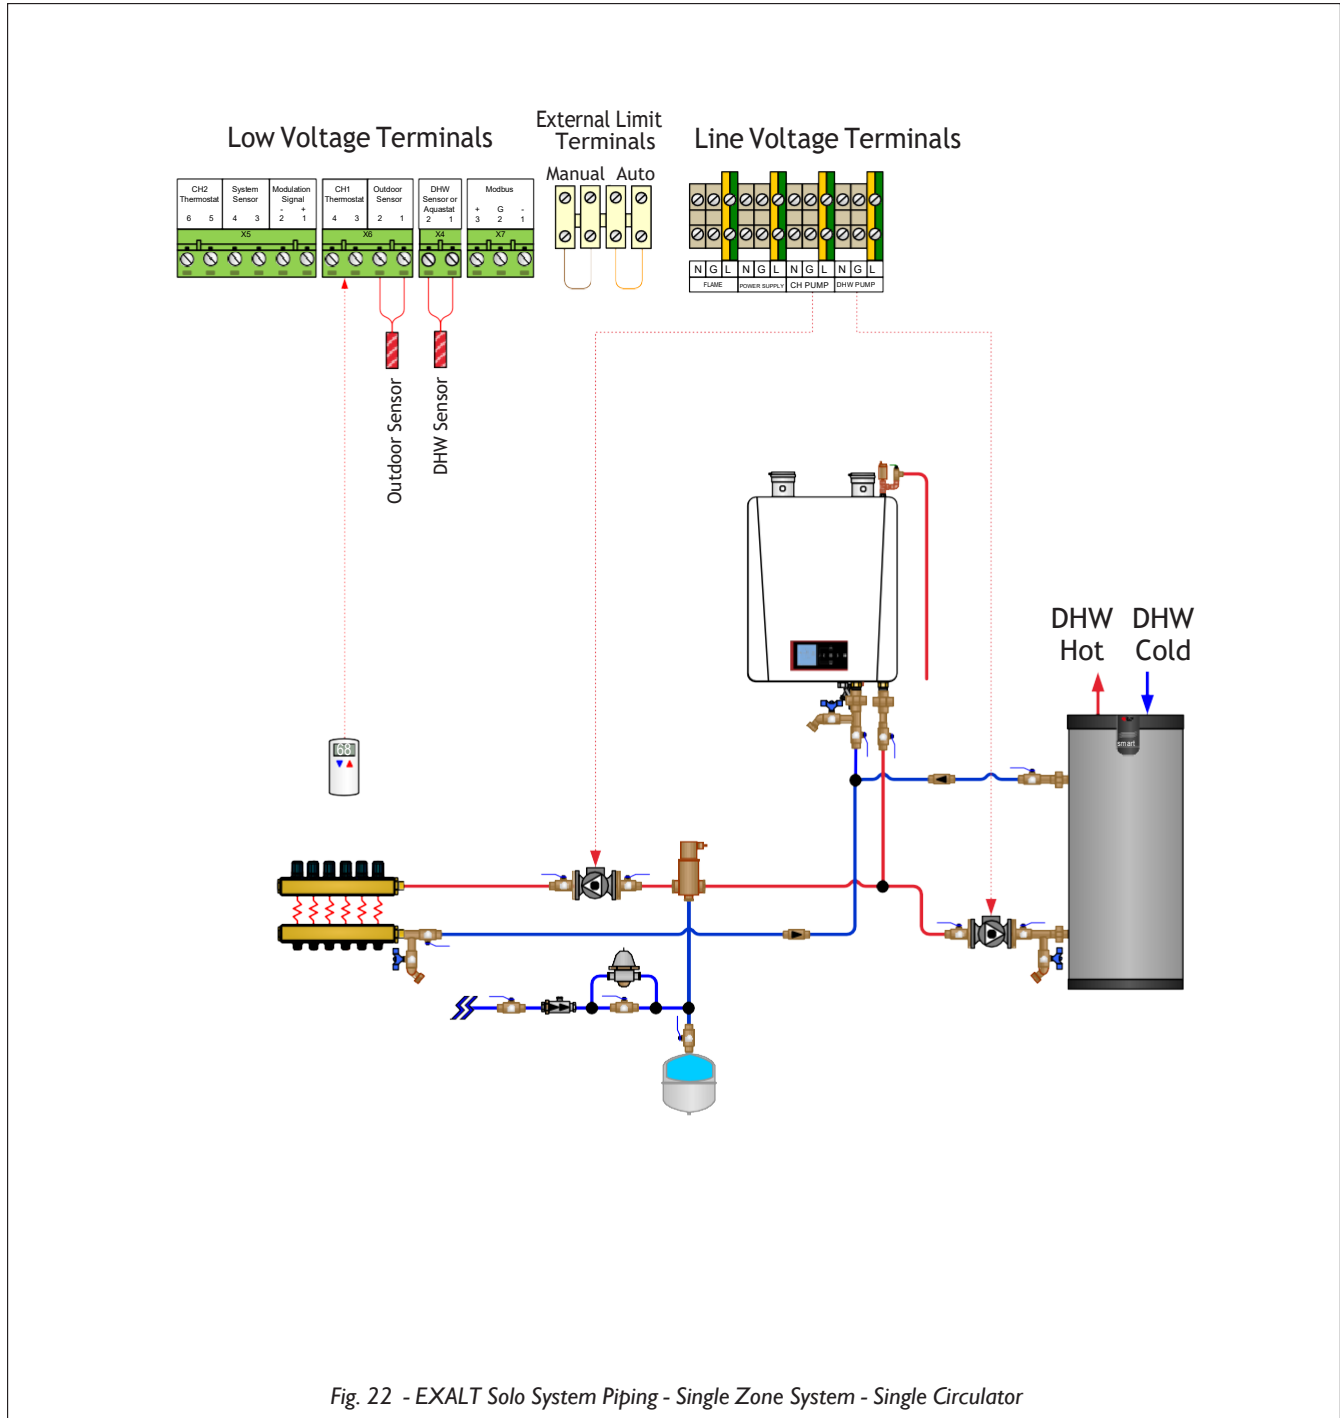 Low Voltage Terminals
External Limit
Terminals
Manual Auto
Line Voltage Terminals
CH2
Thermostat
6 5
System
Sensor
4 3
Modulation
Signal
- +
2 1
X5
CH1
Thermostat
4 3
Outdoor
Sensor
2 1
X6
DHW
Sensor or
Aquastat
2 1
X4
Modbus
+ G -
3 2 1
X7
N G L N G L N G L N G L
FLAME POWER SUPPLY CH PUMP DHW PUMP
Outdoor Sensor
DHW Sensor
DHW
Hot
DHW
Cold
smart
68
Fig. 22 - EXALT Solo System Piping - Single Zone System - Single Circulator